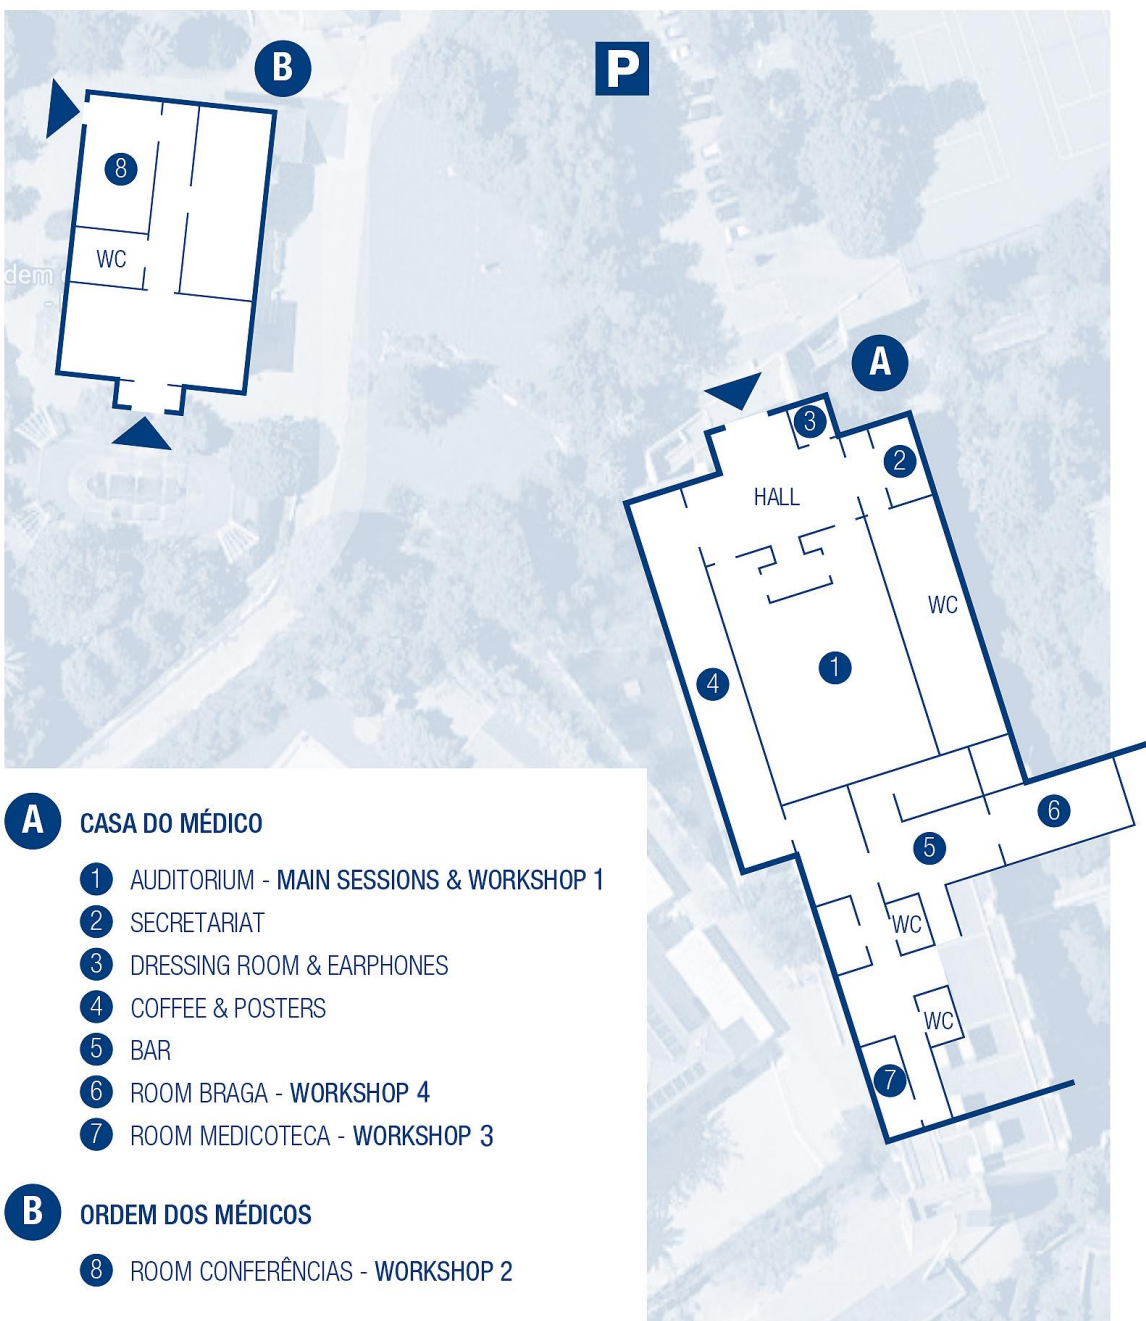 B
P
8
WC
dem
A
3
2
HALL
WC
4
1
6
5
WC
WC
7
A CASA DO MÉDICO
1 AUDITORIUM - MAIN SESSIONS & WORKSHOP 1
2 SECRETARIAT
3 DRESSING ROOM & EARPHONES
4 COFFEE & POSTERS
5 BAR
6 ROOM BRAGA - WORKSHOP 4
7 ROOM MEDICOTECA - WORKSHOP 3
B ORDEM DOS MÉDICOS
8 ROOM CONFERÊNCIAS - WORKSHOP 2